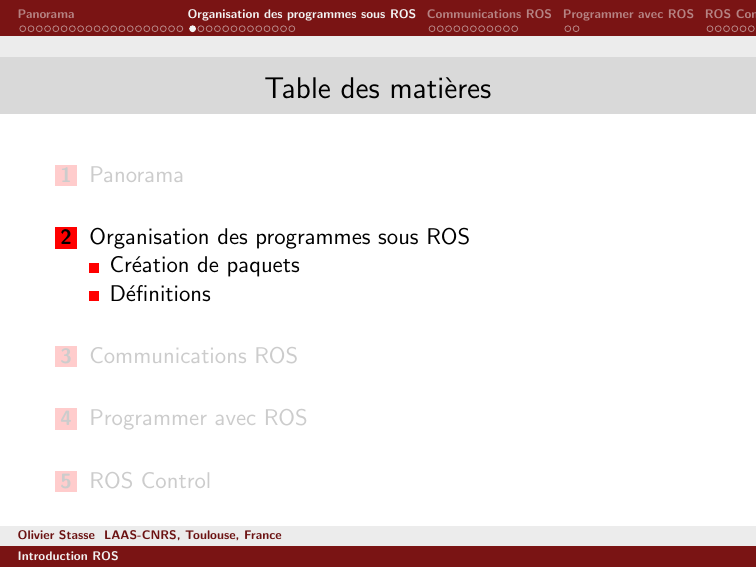 Panorama
Organisation des programmes sous ROS
Communications ROS
Programmer avec ROS
ROS Con
Table des matières
1 Panorama
2 Organisation des programmes sous ROS
Création de paquets
Définitions
3 Communications ROS
4 Programmer avec ROS
5 ROS Control
Olivier Stasse LAAS-CNRS, Toulouse, France
Introduction ROS